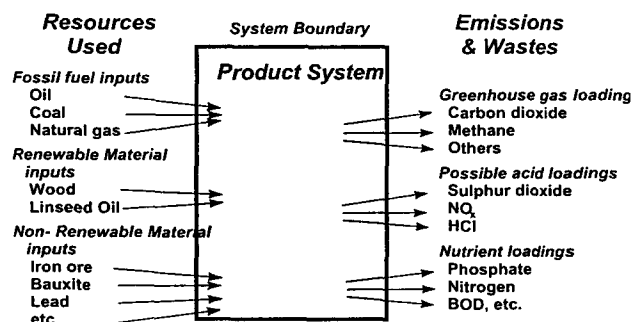 Resources
Used
Fossil fuel inputs
Oil
Coal
Natural gas
Renewable Material
inputs
Wood
Linseed Oil
Non- Renewable Material
inputs
Iron ore
Bauxite
Lead
etc
System Boundary
Product System
Emissions
& Wastes
Greenhouse gas loading
Carbon dioxide
Methane
Others
Possible acid loadings
Sulphur dioxide
NOx
HCl
Nutrient loadings
Phosphate
Nitrogen
BOD, etc.